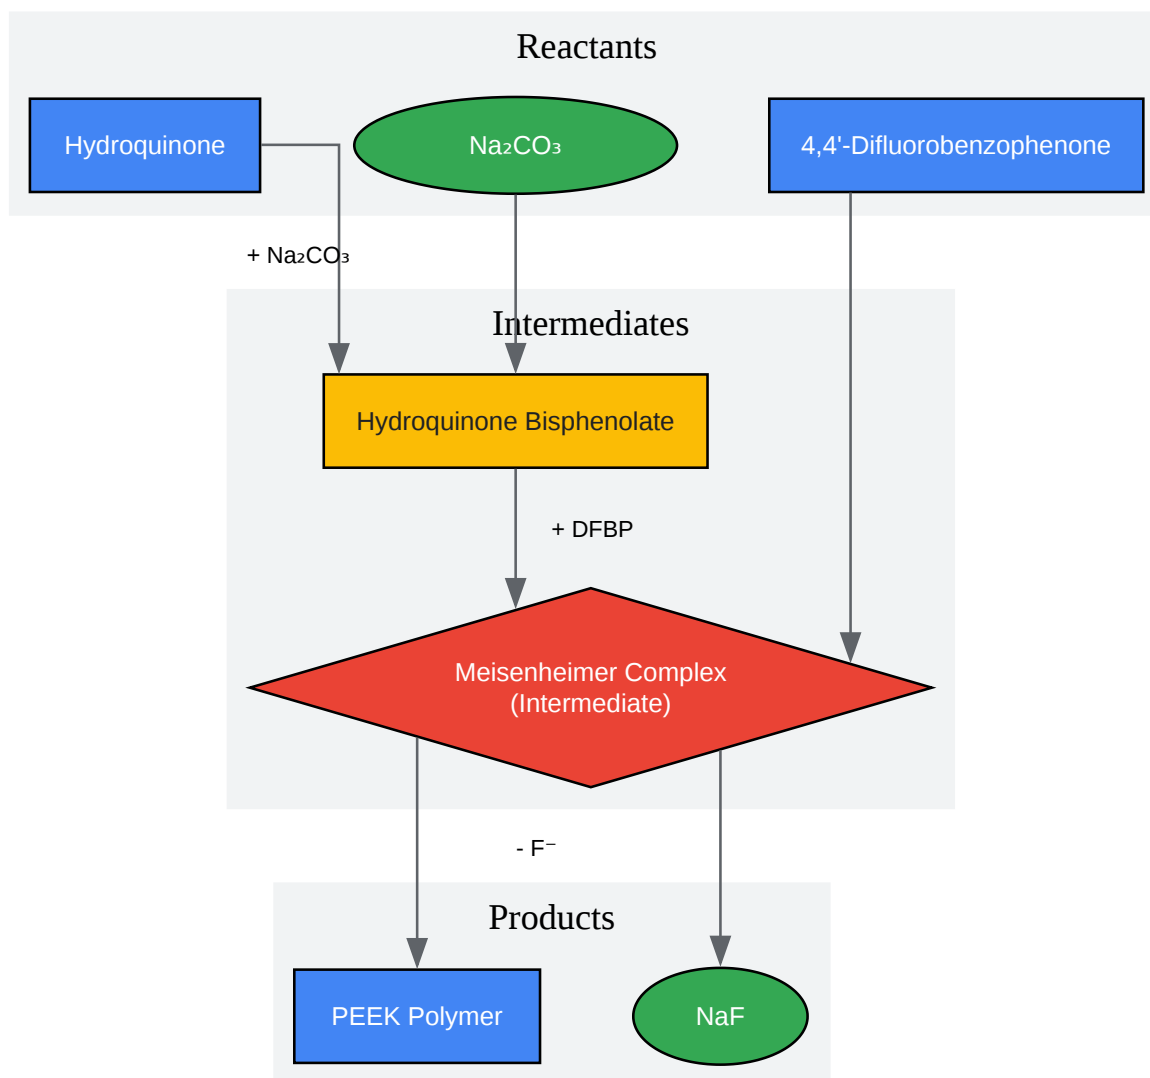 Reactants
Hydroquinone
Na₂CO₃
4,4'-Difluorobenzophenone
+ Na₂CO₃
Intermediates
Hydroquinone Bisphenolate
+ DFBP
Meisenheimer Complex
(Intermediate)
- F⁻
Products
PEEK Polymer
NaF